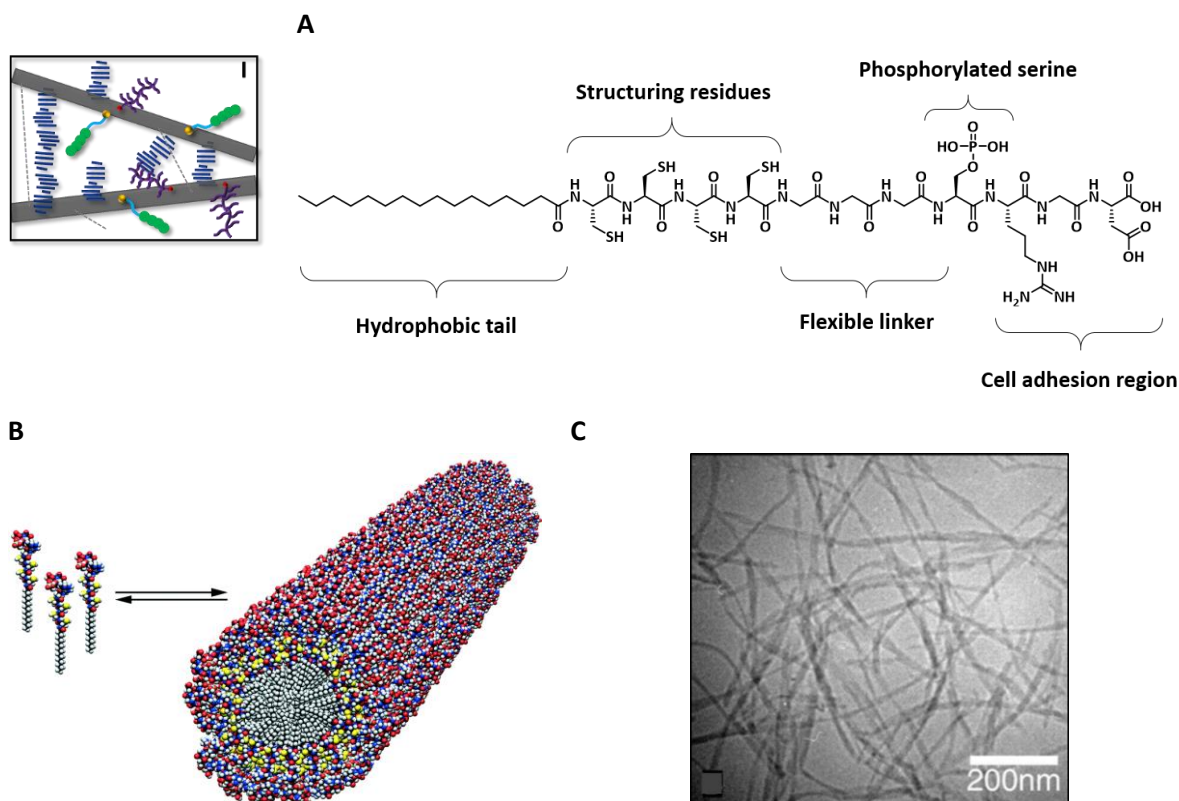 A
I
Phosphorylated serine
Structuring residues
O
HO P OH
O
SH
SH
H N
O
H N
O
H N
O
H N
O
H N
O
H N
O
OH
O
N H
O
N H
O
N H
O
N H
O
N H
O
O
SH
SH
OH
NH
H2N
NH
Hydrophobic tail
Flexible linker
Cell adhesion region
B
C
200nm